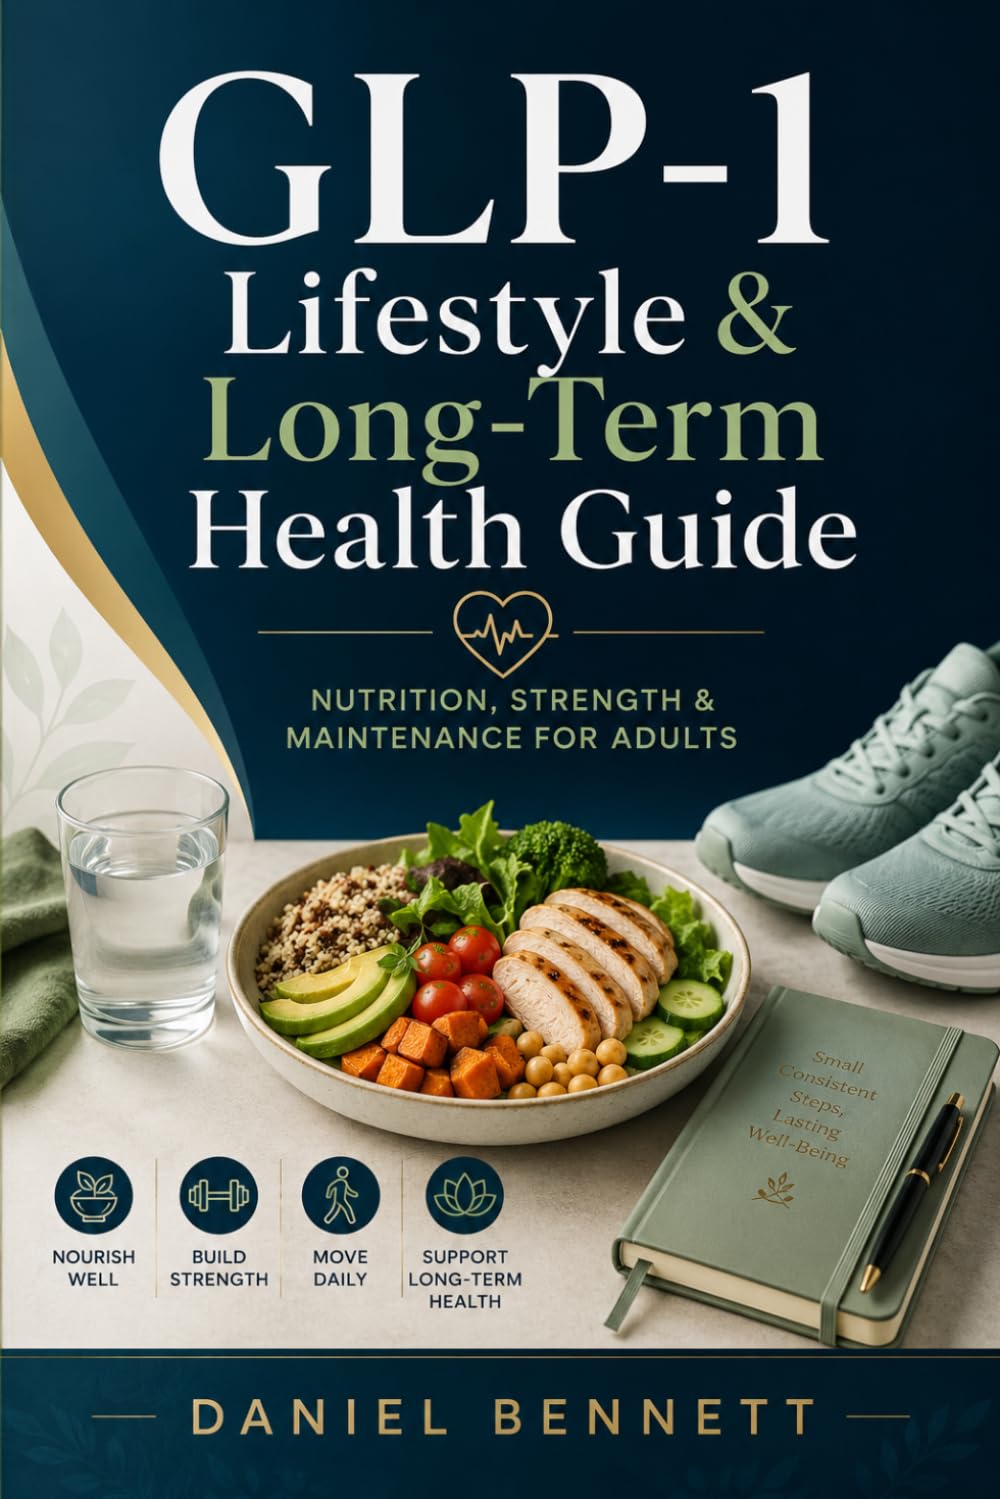 GLP-1
Lifestyle &
Long-Term
Health Guide
NUTRITION, STRENGTH &
MAINTENANCE FOR ADULTS
Small
Consistent
Steps,
Lasting
Well-Being
NOURISH
WELL
BUILD
STRENGTH
MOVE
DAILY
SUPPORT
LONG-TERM
HEALTH
DANIEL BENNETT